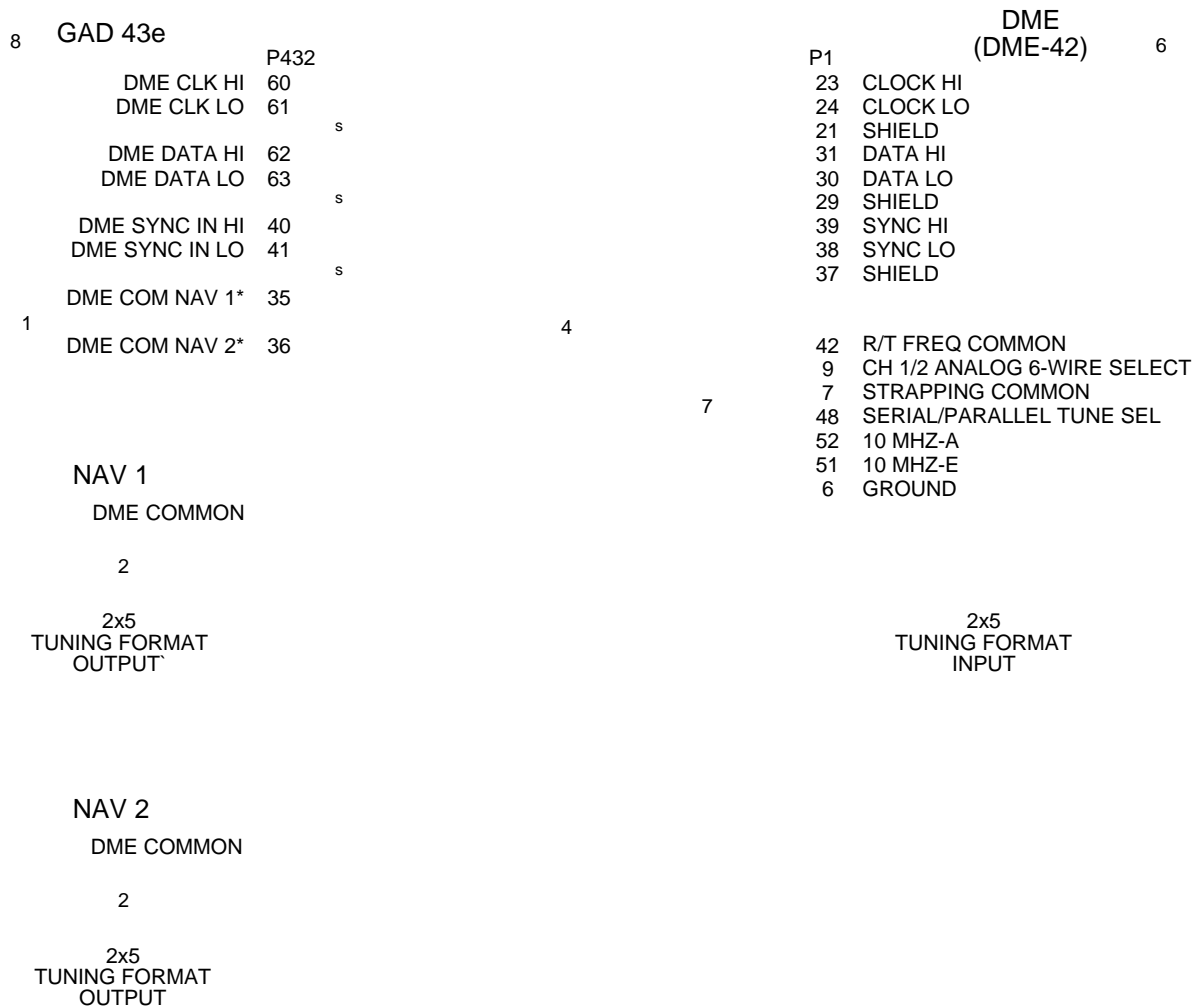 8 GAD 43e
P432
DME CLK HI 60
DME CLK LO 61
s
DME DATA HI 62
DME DATA LO 63
s
DME SYNC IN HI 40
DME SYNC IN LO 41
s
DME COM NAV 1* 35
1
DME COM NAV 2* 36
4
7
DME
(DME-42) 6
P1
23 CLOCK HI
24 CLOCK LO
21 SHIELD
31 DATA HI
30 DATA LO
29 SHIELD
39 SYNC HI
38 SYNC LO
37 SHIELD
42 R/T FREQ COMMON
9 CH 1/2 ANALOG 6-WIRE SELECT
7 STRAPPING COMMON
48 SERIAL/PARALLEL TUNE SEL
52 10 MHZ-A
51 10 MHZ-E
6 GROUND
NAV 1
DME COMMON
2
2x5
TUNING FORMAT
OUTPUT`
2x5
TUNING FORMAT
INPUT
NAV 2
DME COMMON
2
2x5
TUNING FORMAT
OUTPUT